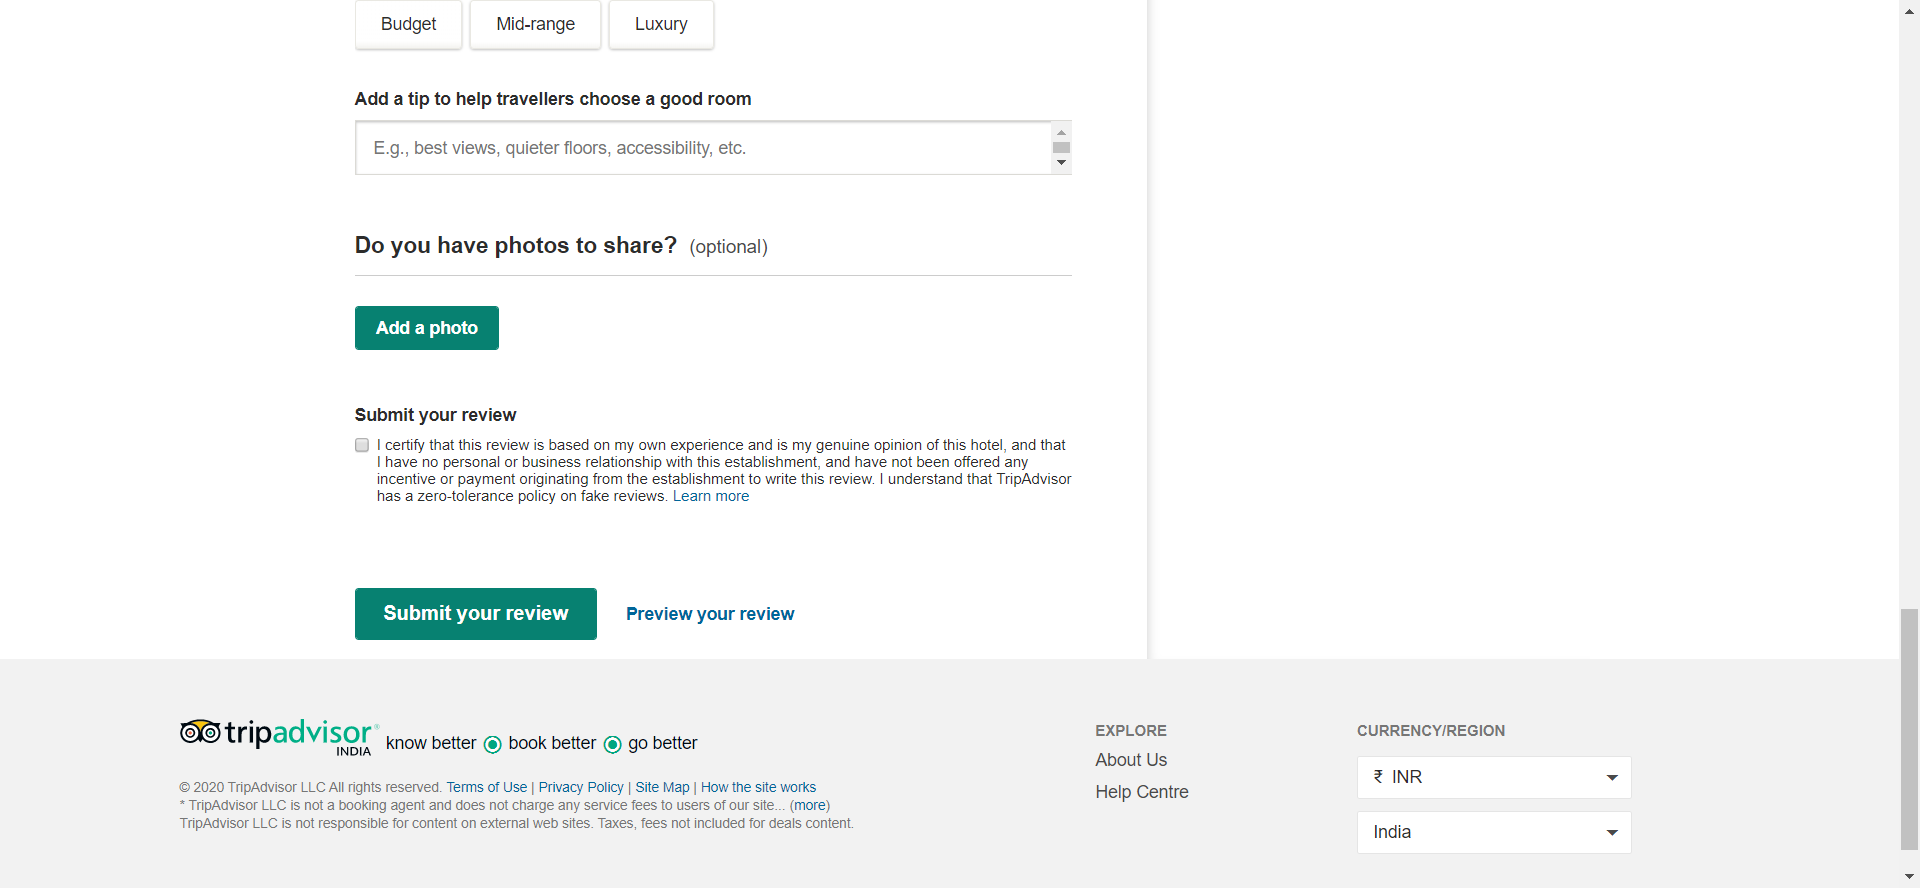 Budget Mid-range Luxury
Add a tip to help travellers choose a good room
E.g., best views, quieter floors, accessibility, etc.
Do you have photos to share? (optional)
Add a photo
Submit your review
I certify that this review is based on my own experience and is my genuine opinion of this hotel, and that
I have no personal or business relationship with this establishment, and have not been offered any
incentive or payment originating from the establishment to write this review. I understand that TripAdvisor
has a zero-tolerance policy on fake reviews. Learn more
Submit your review Preview your review
tripadvisor®
INDIA
know better book better go better
© 2020 TripAdvisor LLC All rights reserved. Terms of Use | Privacy Policy | Site Map | How the site works
* TripAdvisor LLC is not a booking agent and does not charge any service fees to users of our site... (more)
TripAdvisor LLC is not responsible for content on external web sites. Taxes, fees not included for deals content.
EXPLORE
About Us
Help Centre
CURRENCY/REGION
₹ INR
India